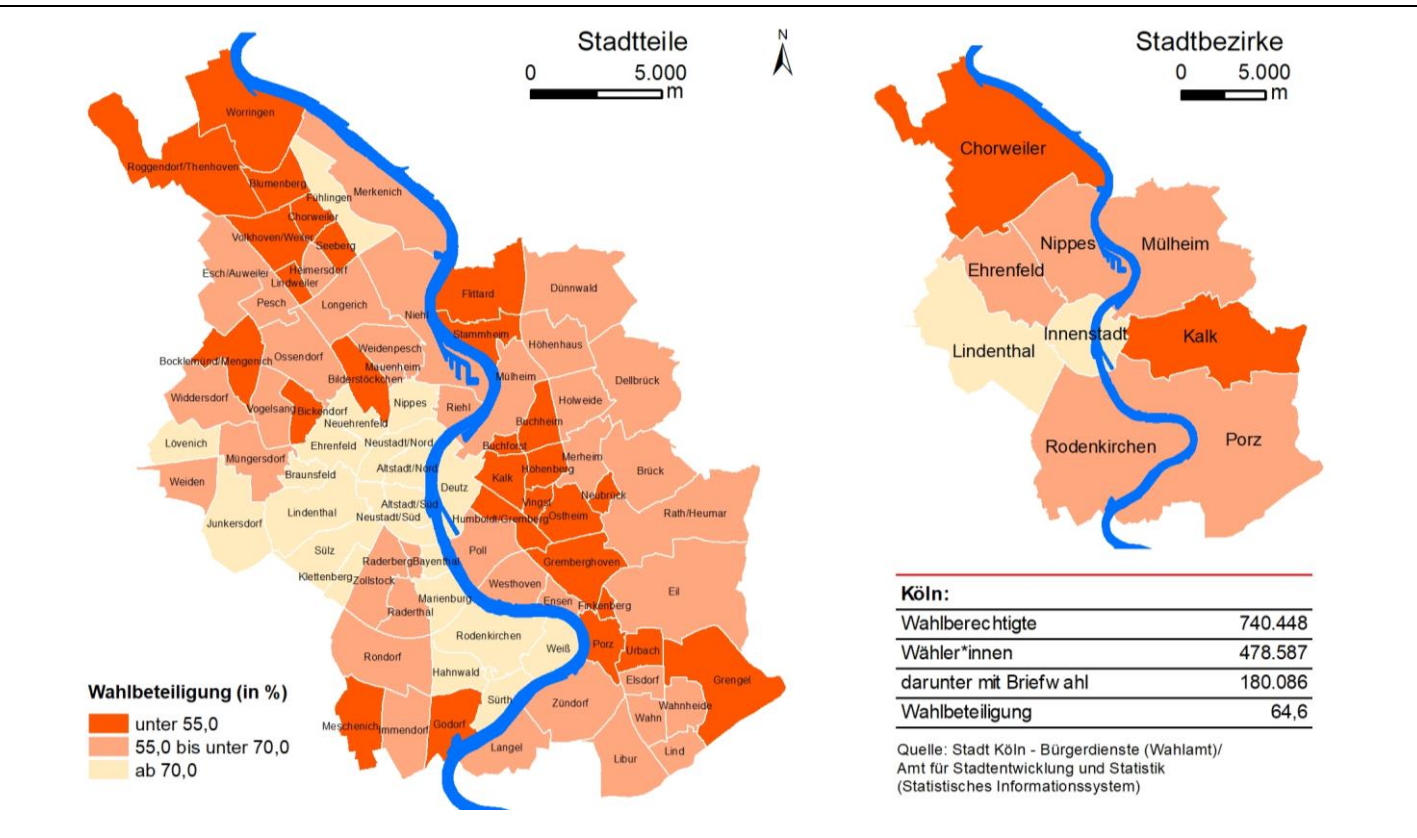 Stadtteile
0 5.000
m
N
Worringen
Roggendorf/Thenhoven
Blumenberg
Fühlingen
Merkenich
Chorweiler
Volkhoven/Weiler
Seeberg
Esch/Auweiler
Heimersdorf
Lindweiler
Pesch
Longerich
Niehl
Flittard
Dünnwald
Stammheim
Höhenhaus
Bocklemünd/Mengenich
Ossendorf
Weidenpesch
Mauenheim
Bilderstöckchen
Mülheim
Dellbrück
Widdersdorf
Vogelsang
Bickendorf
Nippes
Riehl
Holweide
Neuehrenfeld
Buchheim
Lövenich
Ehrenfeld
Neustadt/Nord
Buchforst
Müngersdorf
Merheim
Braunsfeld
Altstadt/Nord
Höhenberg
Brück
Weiden
Kalk
Deutz
Neubrück
Lindenthal
Altstadt/Süd
Vingst
Junkersdorf
Neustadt/Süd
Humboldt/Gremberg
Ostheim
Rath/Heumar
Sülz
Poll
Raderberg
Bayenthal
Gremberghoven
Klettenberg
Zollstock
Westhoven
Eil
Marienburg
Ensen
Finkenberg
Raderthal
Rodenkirchen
Weiß
Porz
Urbach
Rondorf
Hahnwald
Elsdorf
Grengel
Sürth
Zündorf
Wahnheide
Wahn
Meschenich
Immendorf
Godorf
Langel
Lind
Libur
Wahlbeteiligung (in %)
unter 55,0
55,0 bis unter 70,0
ab 70,0
Stadtbezirke
0 5.000
m
Chorweiler
Nippes
Mülheim
Ehrenfeld
Innenstadt
Kalk
Lindenthal
Rodenkirchen
Porz
Köln:
Wahlberechtigte 740.448
Wähler*innen 478.587
darunter mit Briefwahl 180.086
Wahlbeteiligung 64,6
Quelle: Stadt Köln - Bürgerdienste (Wahlamt)/
Amt für Stadtentwicklung und Statistik
(Statistisches Informationssystem)